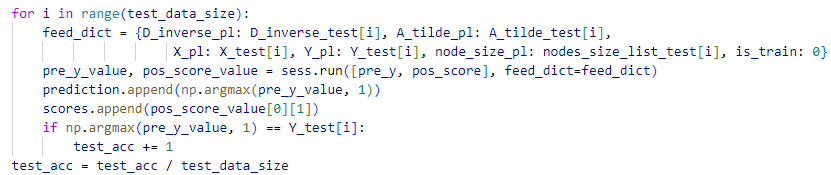 for i in range(test_data_size):
    feed_dict = {D_inverse_pl: D_inverse_test[i], A_tilde_pl: A_tilde_test[i],
                 X_pl: X_test[i], Y_pl: Y_test[i], node_size_pl: nodes_size_list_test[i], is_train: 0}
    pre_y_value, pos_score_value = sess.run([pre_y, pos_score], feed_dict=feed_dict)
    prediction.append(np.argmax(pre_y_value, 1))
    scores.append(pos_score_value[0][1])
    if np.argmax(pre_y_value, 1) == Y_test[i]:
        test_acc += 1
test_acc = test_acc / test_data_size